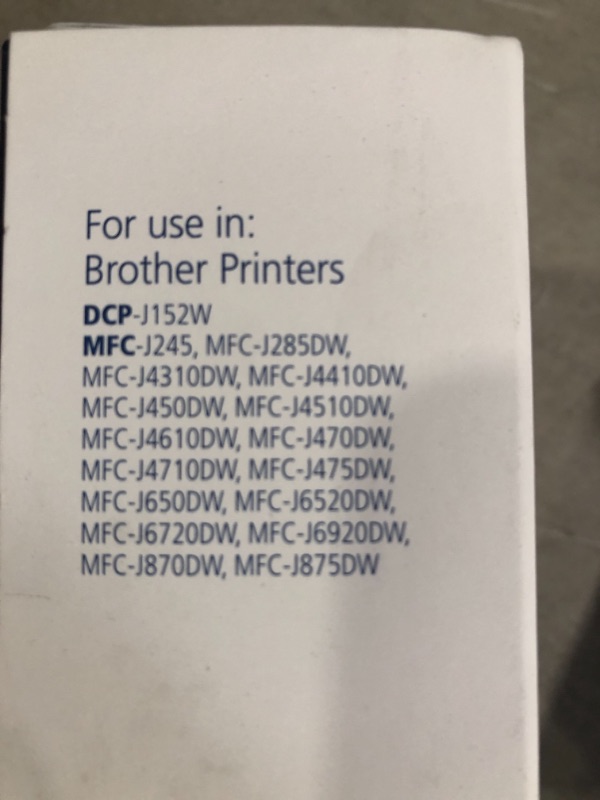 For use in:
Brother Printers
DCP-J152W
MFC-J245, MFC-J285DW,
MFC-J4310DW, MFC-J4410DW,
MFC-J450DW, MFC-J4510DW,
MFC-J4610DW, MFC-J470DW,
MFC-J4710DW, MFC-J475DW,
MFC-J650DW, MFC-J6520DW,
MFC-J6720DW, MFC-J6920DW,
MFC-J870DW, MFC-J875DW